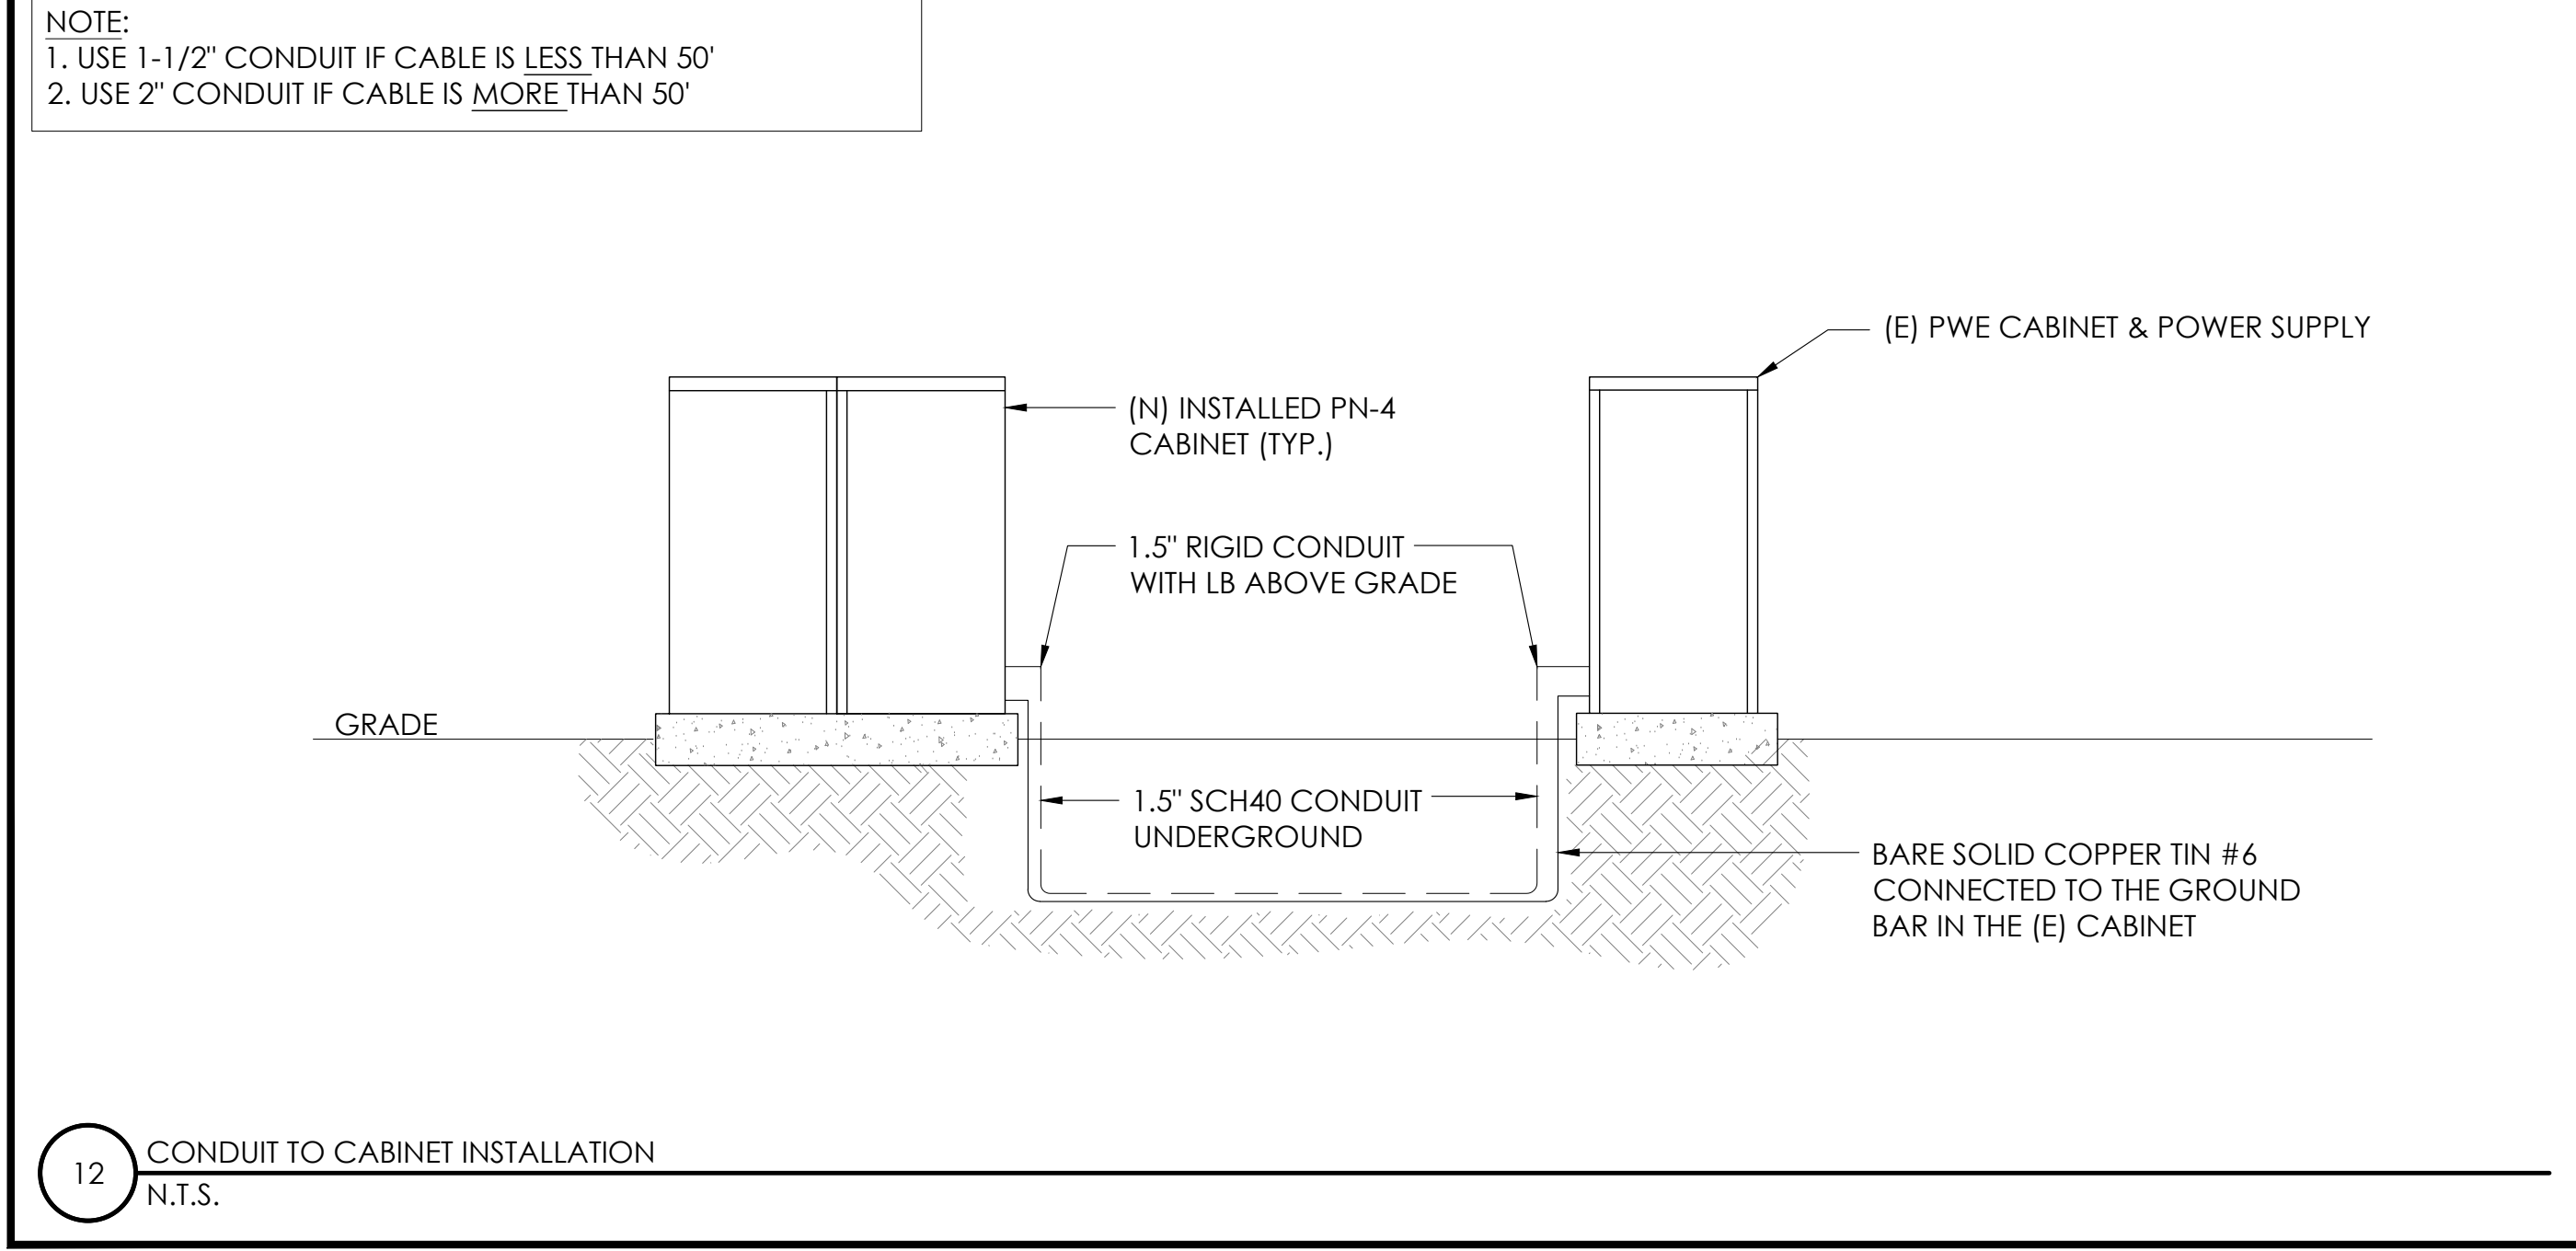 NOTE:
1. USE 1-1/2" CONDUIT IF CABLE IS LESS THAN 50'
2. USE 2" CONDUIT IF CABLE IS MORE THAN 50'
(E) PWE CABINET & POWER SUPPLY
(N) INSTALLED PN-4
CABINET (TYP.)
1.5" RIGID CONDUIT
WITH LB ABOVE GRADE
GRADE
1.5" SCH40 CONDUIT
UNDERGROUND
BARE SOLID COPPER TIN #6
CONNECTED TO THE GROUND
BAR IN THE (E) CABINET
12
CONDUIT TO CABINET INSTALLATION
N.T.S.